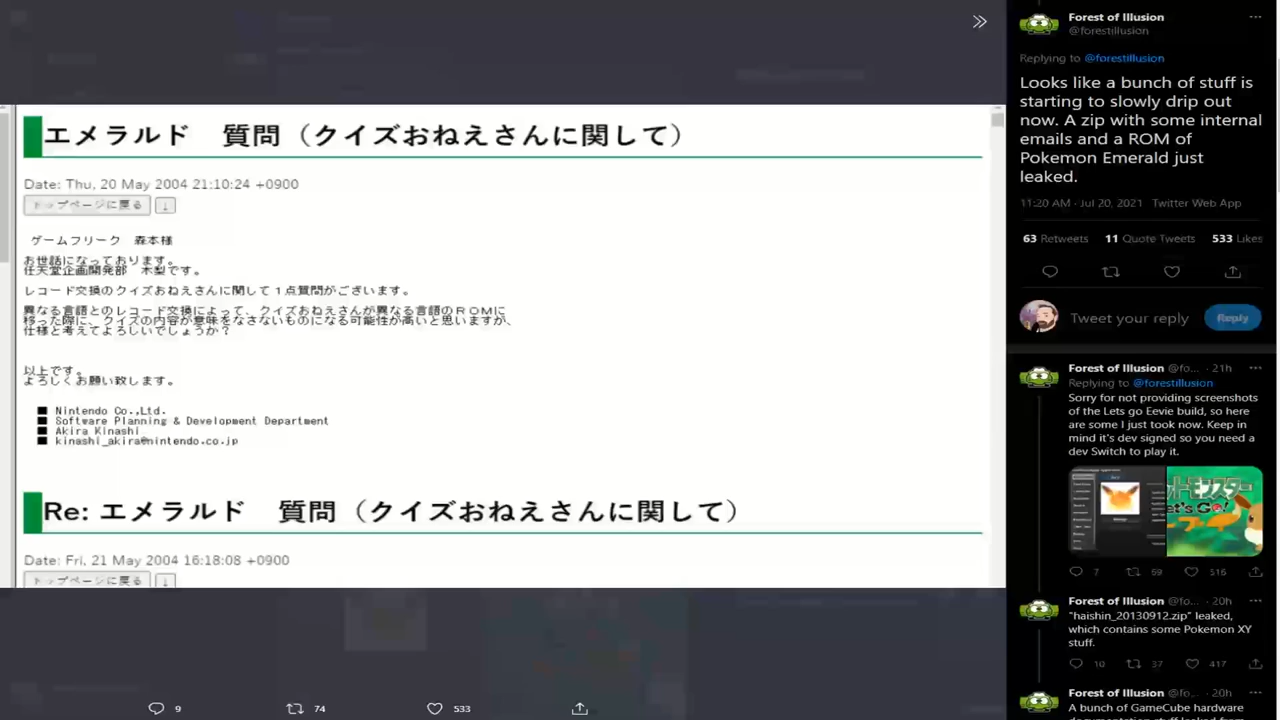 エメラルド　質問（クイズおねえさんに関して）
Date: Thu, 20 May 2004 21:10:24 +0900
トップページに戻る ↓
ゲームフリーク　森本様
お世話になっております。
任天堂企画開発部　木梨です。
レコード交換のクイズおねえさんに関して１点質問がございます。
異なる言語とのレコード交換によって、クイズおねえさんが異なる言語のＲＯＭに
移った際に、クイズの内容が意味をなさないものになる可能性が高いと思いますが、
仕様と考えてよろしいでしょうか？
以上です。
よろしくお願い致します。
■ Nintendo Co.,Ltd.
■ Software Planning & Development Department
■ Akira Kinashi
■ kinashi_akira@nintendo.co.jp
Re: エメラルド　質問（クイズおねえさんに関して）
Date: Fri, 21 May 2004 16:18:08 +0900
トップページに戻る ↓
9 74 533
Forest of Illusion
@forestillusion
Replying to @forestillusion
Looks like a bunch of stuff is
starting to slowly drip out
now. A zip with some internal
emails and a ROM of
Pokemon Emerald just
leaked.
11:20 AM · Jul 20, 2021 · Twitter Web App
63 Retweets 11 Quote Tweets 533 Likes
Tweet your reply Reply
Forest of Illusion @fo... · 21h
Replying to @forestillusion
Sorry for not providing screenshots
of the Lets go Eevie build, so here
are some I just took now. Keep in
mind it's dev signed so you need a
dev Switch to play it.
7 59 516
Forest of Illusion @fo... · 20h
"haishin_20130912.zip" leaked,
which contains some Pokemon XY
stuff.
10 37 417
Forest of Illusion @fo... · 20h
A bunch of GameCube hardware